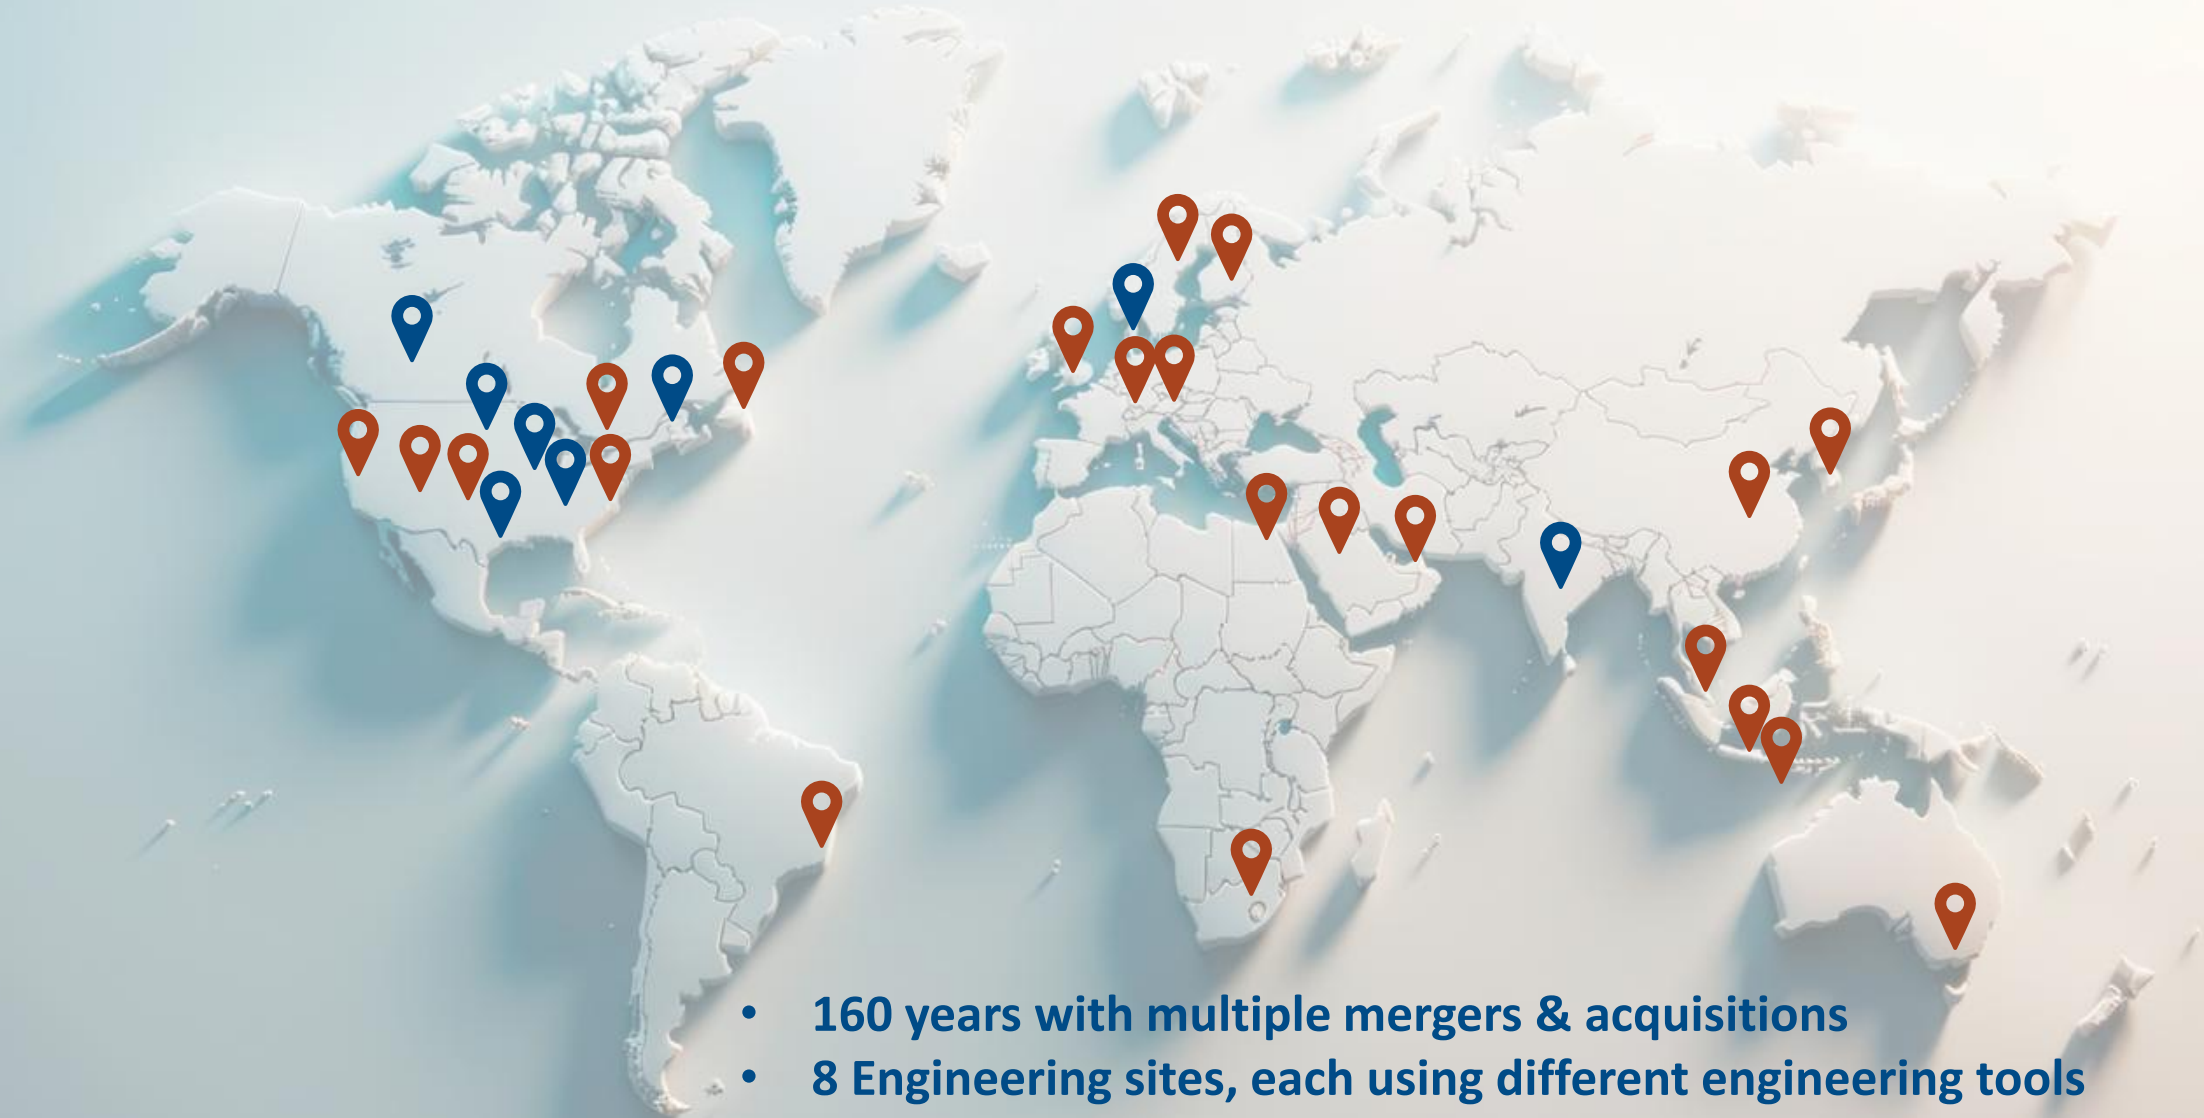 • 160 years with multiple mergers & acquisitions
• 8 Engineering sites, each using different engineering tools